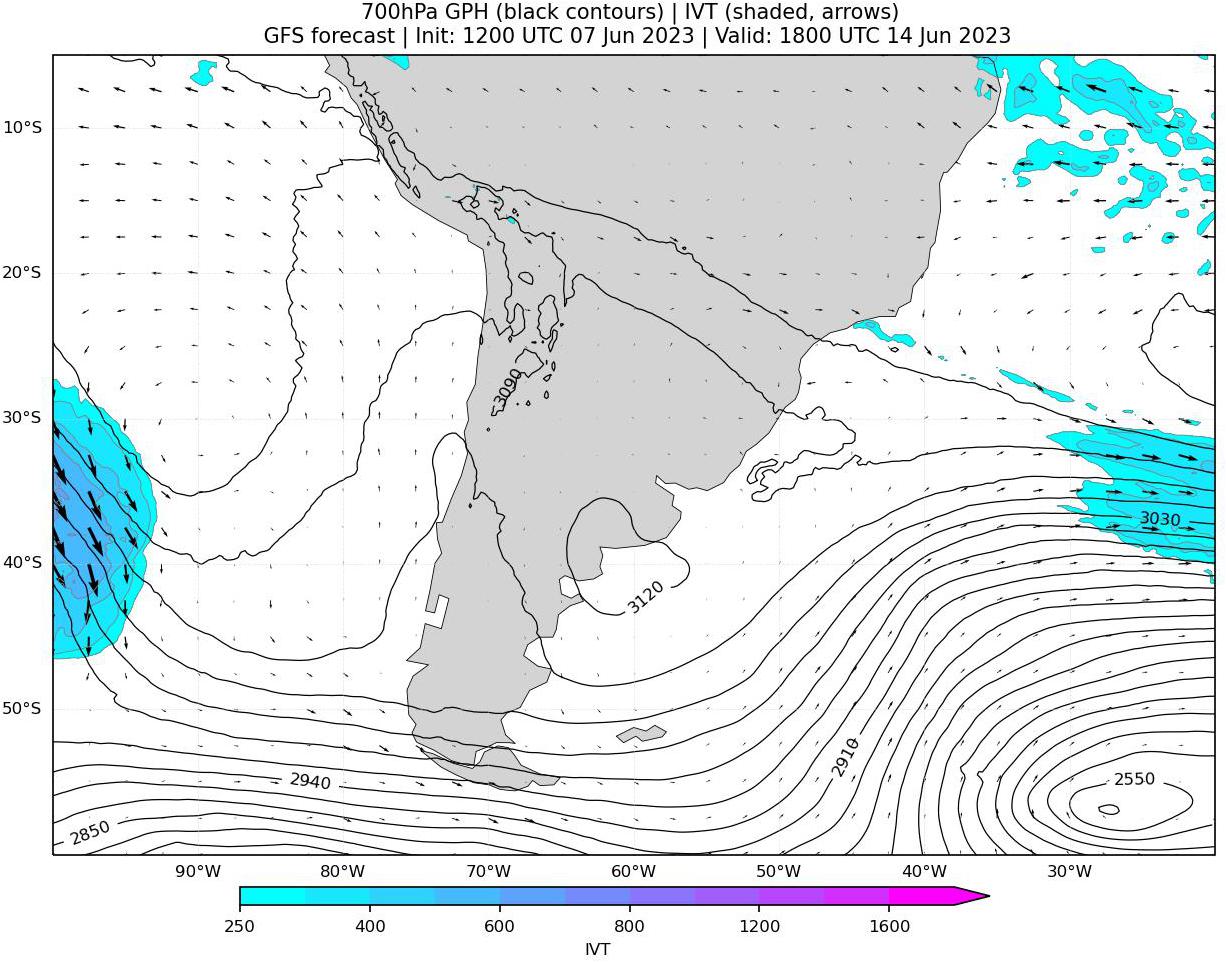 700hPa GPH (black contours) | IVT (shaded, arrows)
GFS forecast | Init: 1200 UTC 07 Jun 2023 | Valid: 1800 UTC 14 Jun 2023
10°S
20°S
30°S
40°S
50°S
3090
3030
3120
2910
2940
2550
2850
90°W
80°W
70°W
60°W
50°W
40°W
30°W
250
400
600
800
1200
1600
IVT